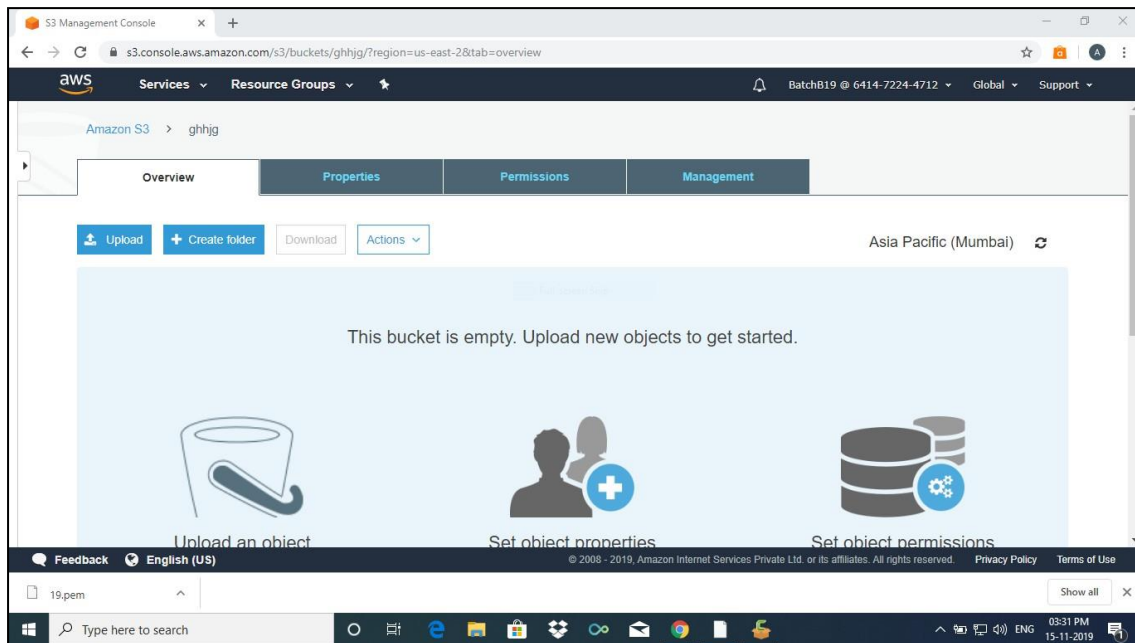 S3 Management Console
s3.console.aws.amazon.com/s3/buckets/ghhjg/?region=us-east-2&tab=overview
A
aws Services Resource Groups BatchB19 @ 6414-7224-4712 Global Support
Amazon S3 > ghhjg
Overview Properties Permissions Management
Upload Create folder Download Actions Asia Pacific (Mumbai)
This bucket is empty. Upload new objects to get started.
Upload an object Set object properties Set object permissions
Feedback English (US) © 2008 - 2019, Amazon Internet Services Private Ltd. or its affiliates. All rights reserved. Privacy Policy Terms of Use
19.pem Show all
Type here to search ENG 03:31 PM
15-11-2019